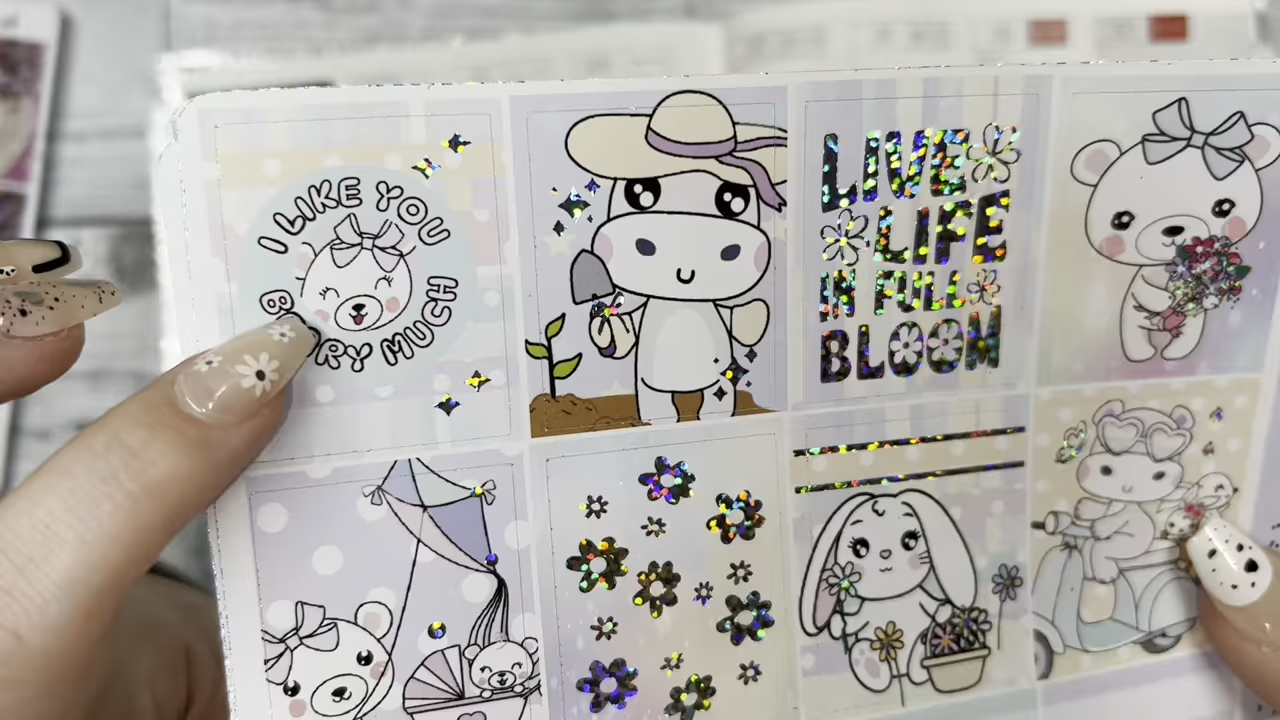 I LIKE YOU
B RY MUCH
LIVE
LIFE
IN FULL
BLOOM